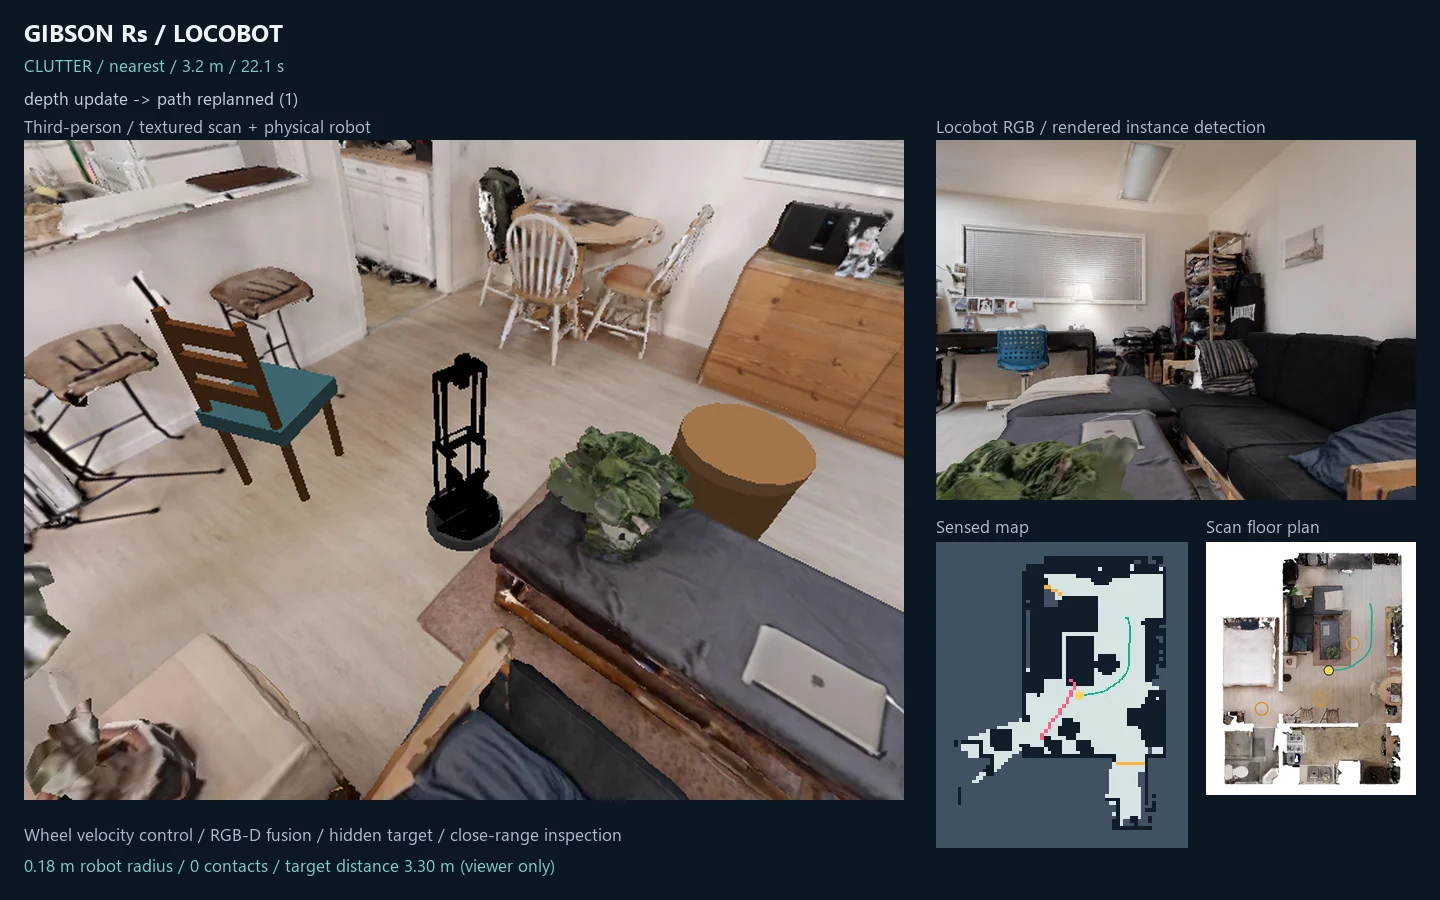 GIBSON Rs / LOCOBOT
CLUTTER / nearest / 3.2 m / 22.1 s
depth update -> path replanned (1)
Third-person / textured scan + physical robot
Locobot RGB / rendered instance detection
LAUNDRY
Sensed map
Scan floor plan
Wheel velocity control / RGB-D fusion / hidden target / close-range inspection
0.18 m robot radius / 0 contacts / target distance 3.30 m (viewer only)